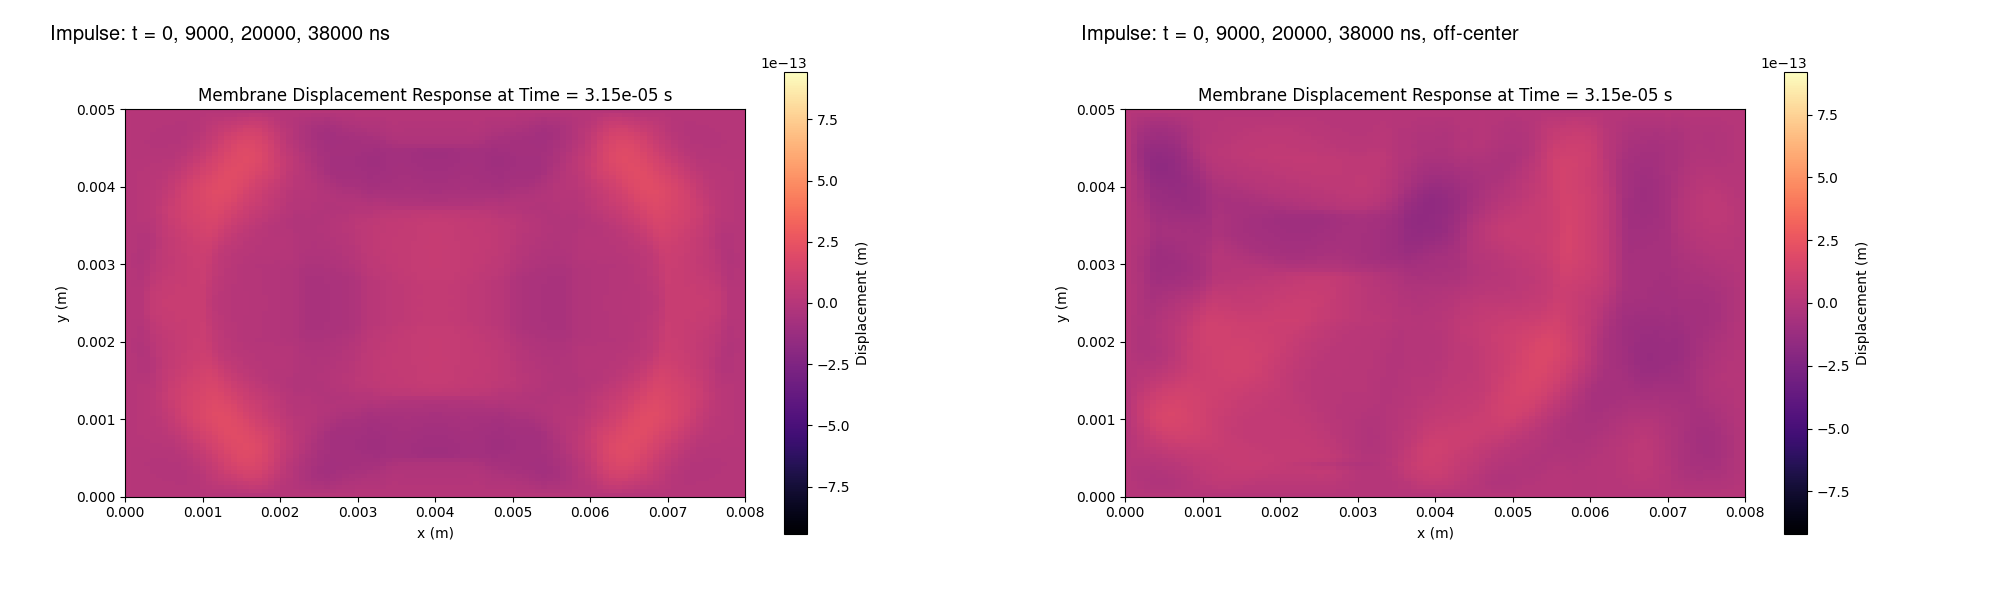 Impulse: t = 0, 9000, 20000, 38000 ns
1e−13
Membrane Displacement Response at Time = 3.15e-05 s
0.005
0.004
0.003
0.002
0.001
0.000
y (m)
0.000 0.001 0.002 0.003 0.004 0.005 0.006 0.007 0.008
x (m)
7.5
5.0
2.5
0.0
−2.5
−5.0
−7.5
Displacement (m)
Impulse: t = 0, 9000, 20000, 38000 ns, off-center
1e−13
Membrane Displacement Response at Time = 3.15e-05 s
0.005
0.004
0.003
0.002
0.001
0.000
y (m)
0.000 0.001 0.002 0.003 0.004 0.005 0.006 0.007 0.008
x (m)
7.5
5.0
2.5
0.0
−2.5
−5.0
−7.5
Displacement (m)